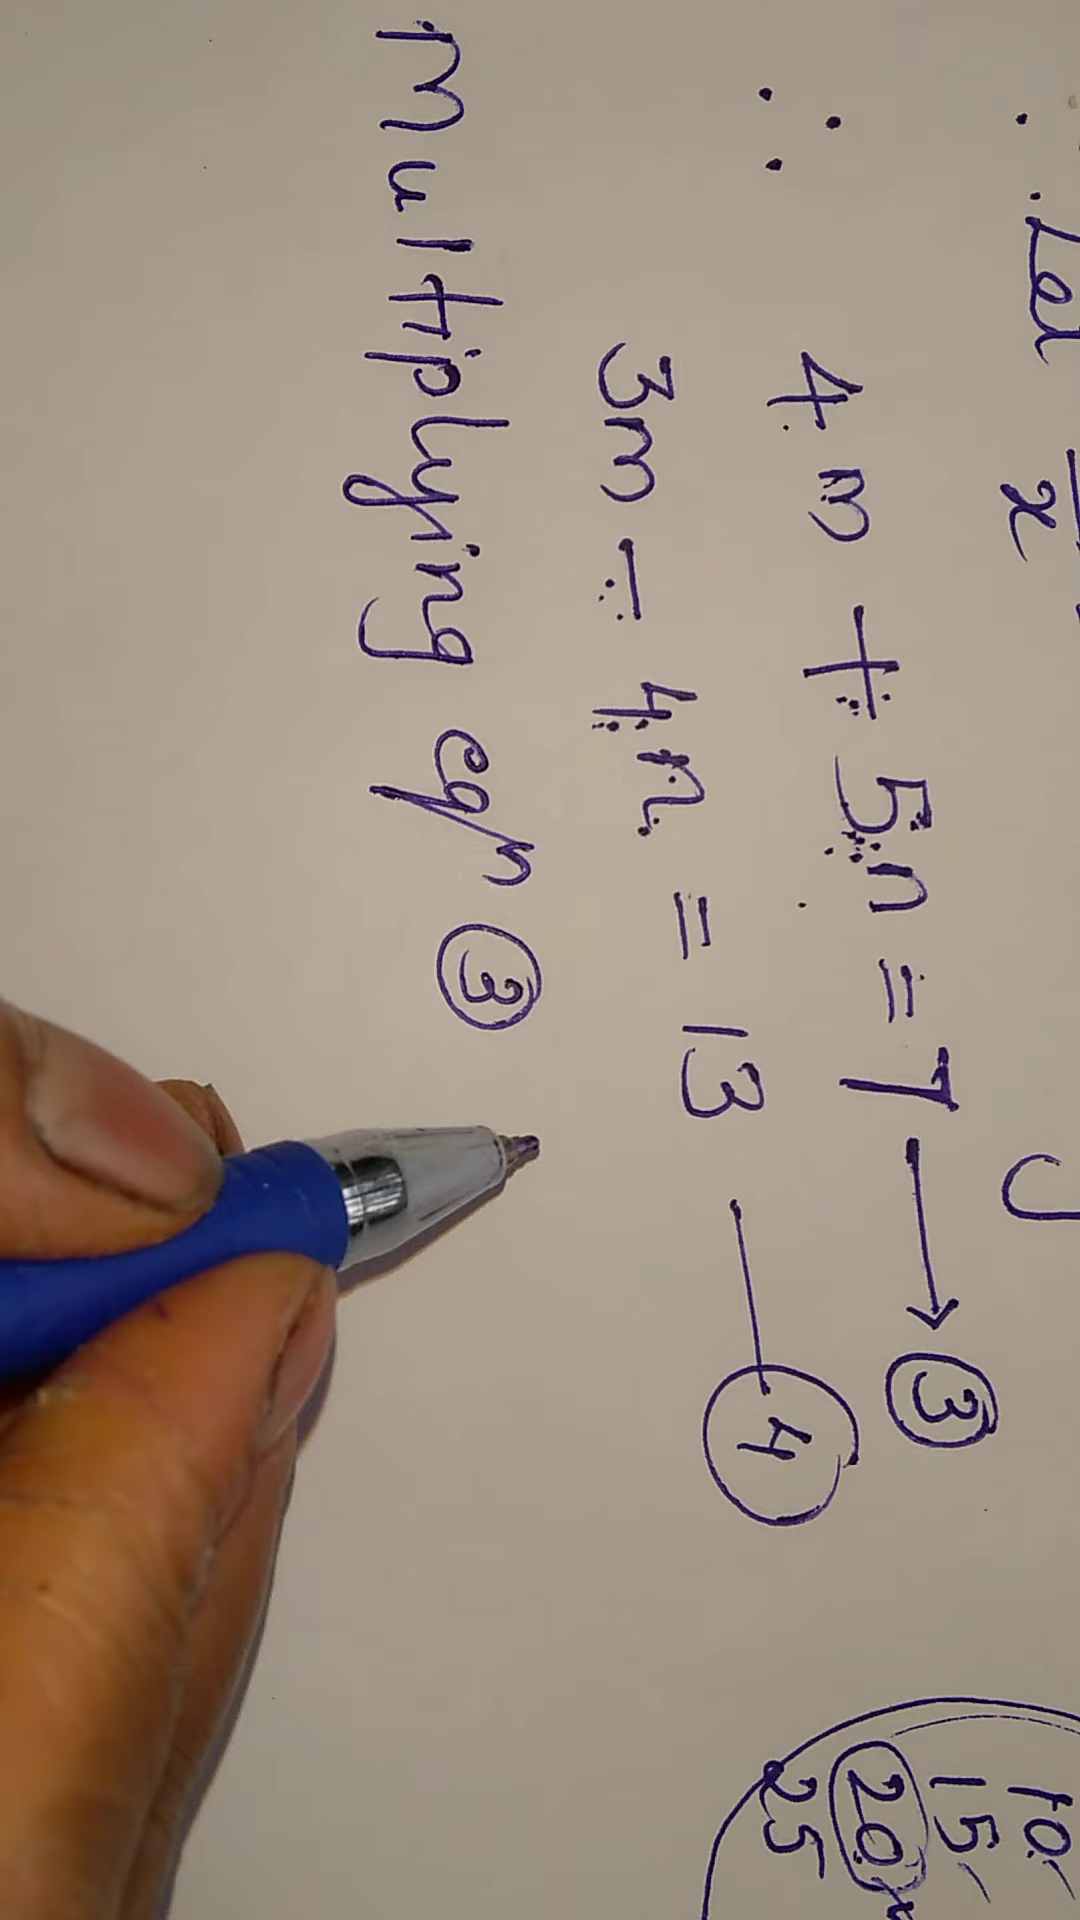 ∴ Let
x
∴ 4m + 5n = 7 → ③
3m - 4n = 13 — ④
Multiplying eqn ③
10
15
20
25